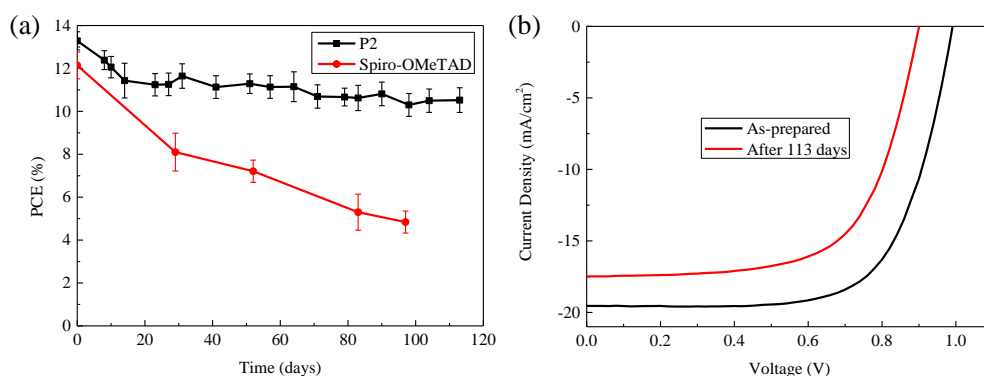 (a)
14
12
10
8
6
4
2
0
PCE (%)
P2
Spiro-OMeTAD
0 20 40 60 80 100 120
Time (days)
(b)
0
-5
-10
-15
-20
Current Density (mA/cm²)
As-prepared
After 113 days
0.0 0.2 0.4 0.6 0.8 1.0
Voltage (V)